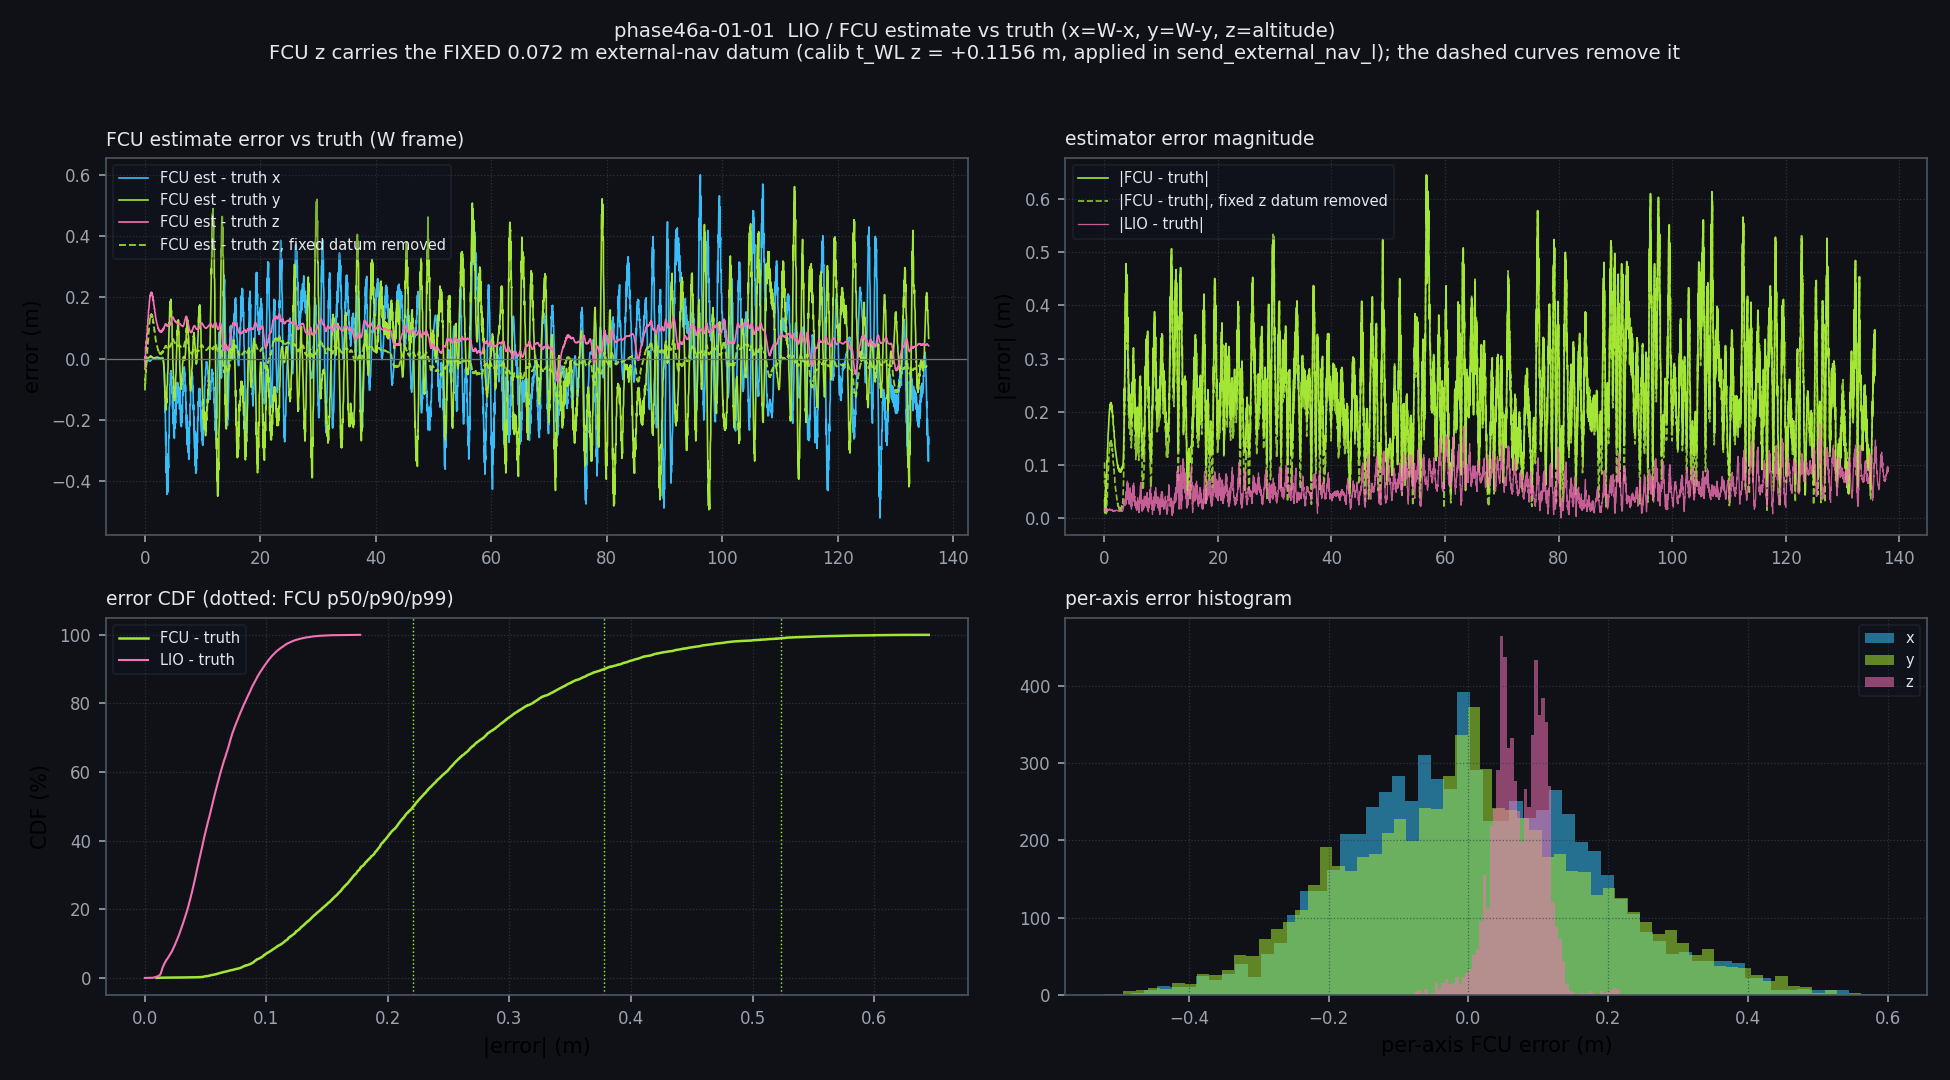 phase46a-01-01  LIO / FCU estimate vs truth (x=W-x, y=W-y, z=altitude)
FCU z carries the FIXED 0.072 m external-nav datum (calib t_WL z = +0.1156 m, applied in send_external_nav_l); the dashed curves remove it
FCU estimate error vs truth (W frame)
error (m)
0.6
0.4
0.2
0.0
−0.2
−0.4
FCU est - truth x
FCU est - truth y
FCU est - truth z
FCU est - truth z, fixed datum removed
0 20 40 60 80 100 120 140
estimator error magnitude
|error| (m)
0.6
0.5
0.4
0.3
0.2
0.1
0.0
|FCU - truth|
|FCU - truth|, fixed z datum removed
|LIO - truth|
0 20 40 60 80 100 120 140
error CDF (dotted: FCU p50/p90/p99)
CDF (%)
100
80
60
40
20
0
FCU - truth
LIO - truth
0.0 0.1 0.2 0.3 0.4 0.5 0.6
|error| (m)
per-axis error histogram
400
300
200
100
0
x
y
z
−0.4 −0.2 0.0 0.2 0.4 0.6
per-axis FCU error (m)